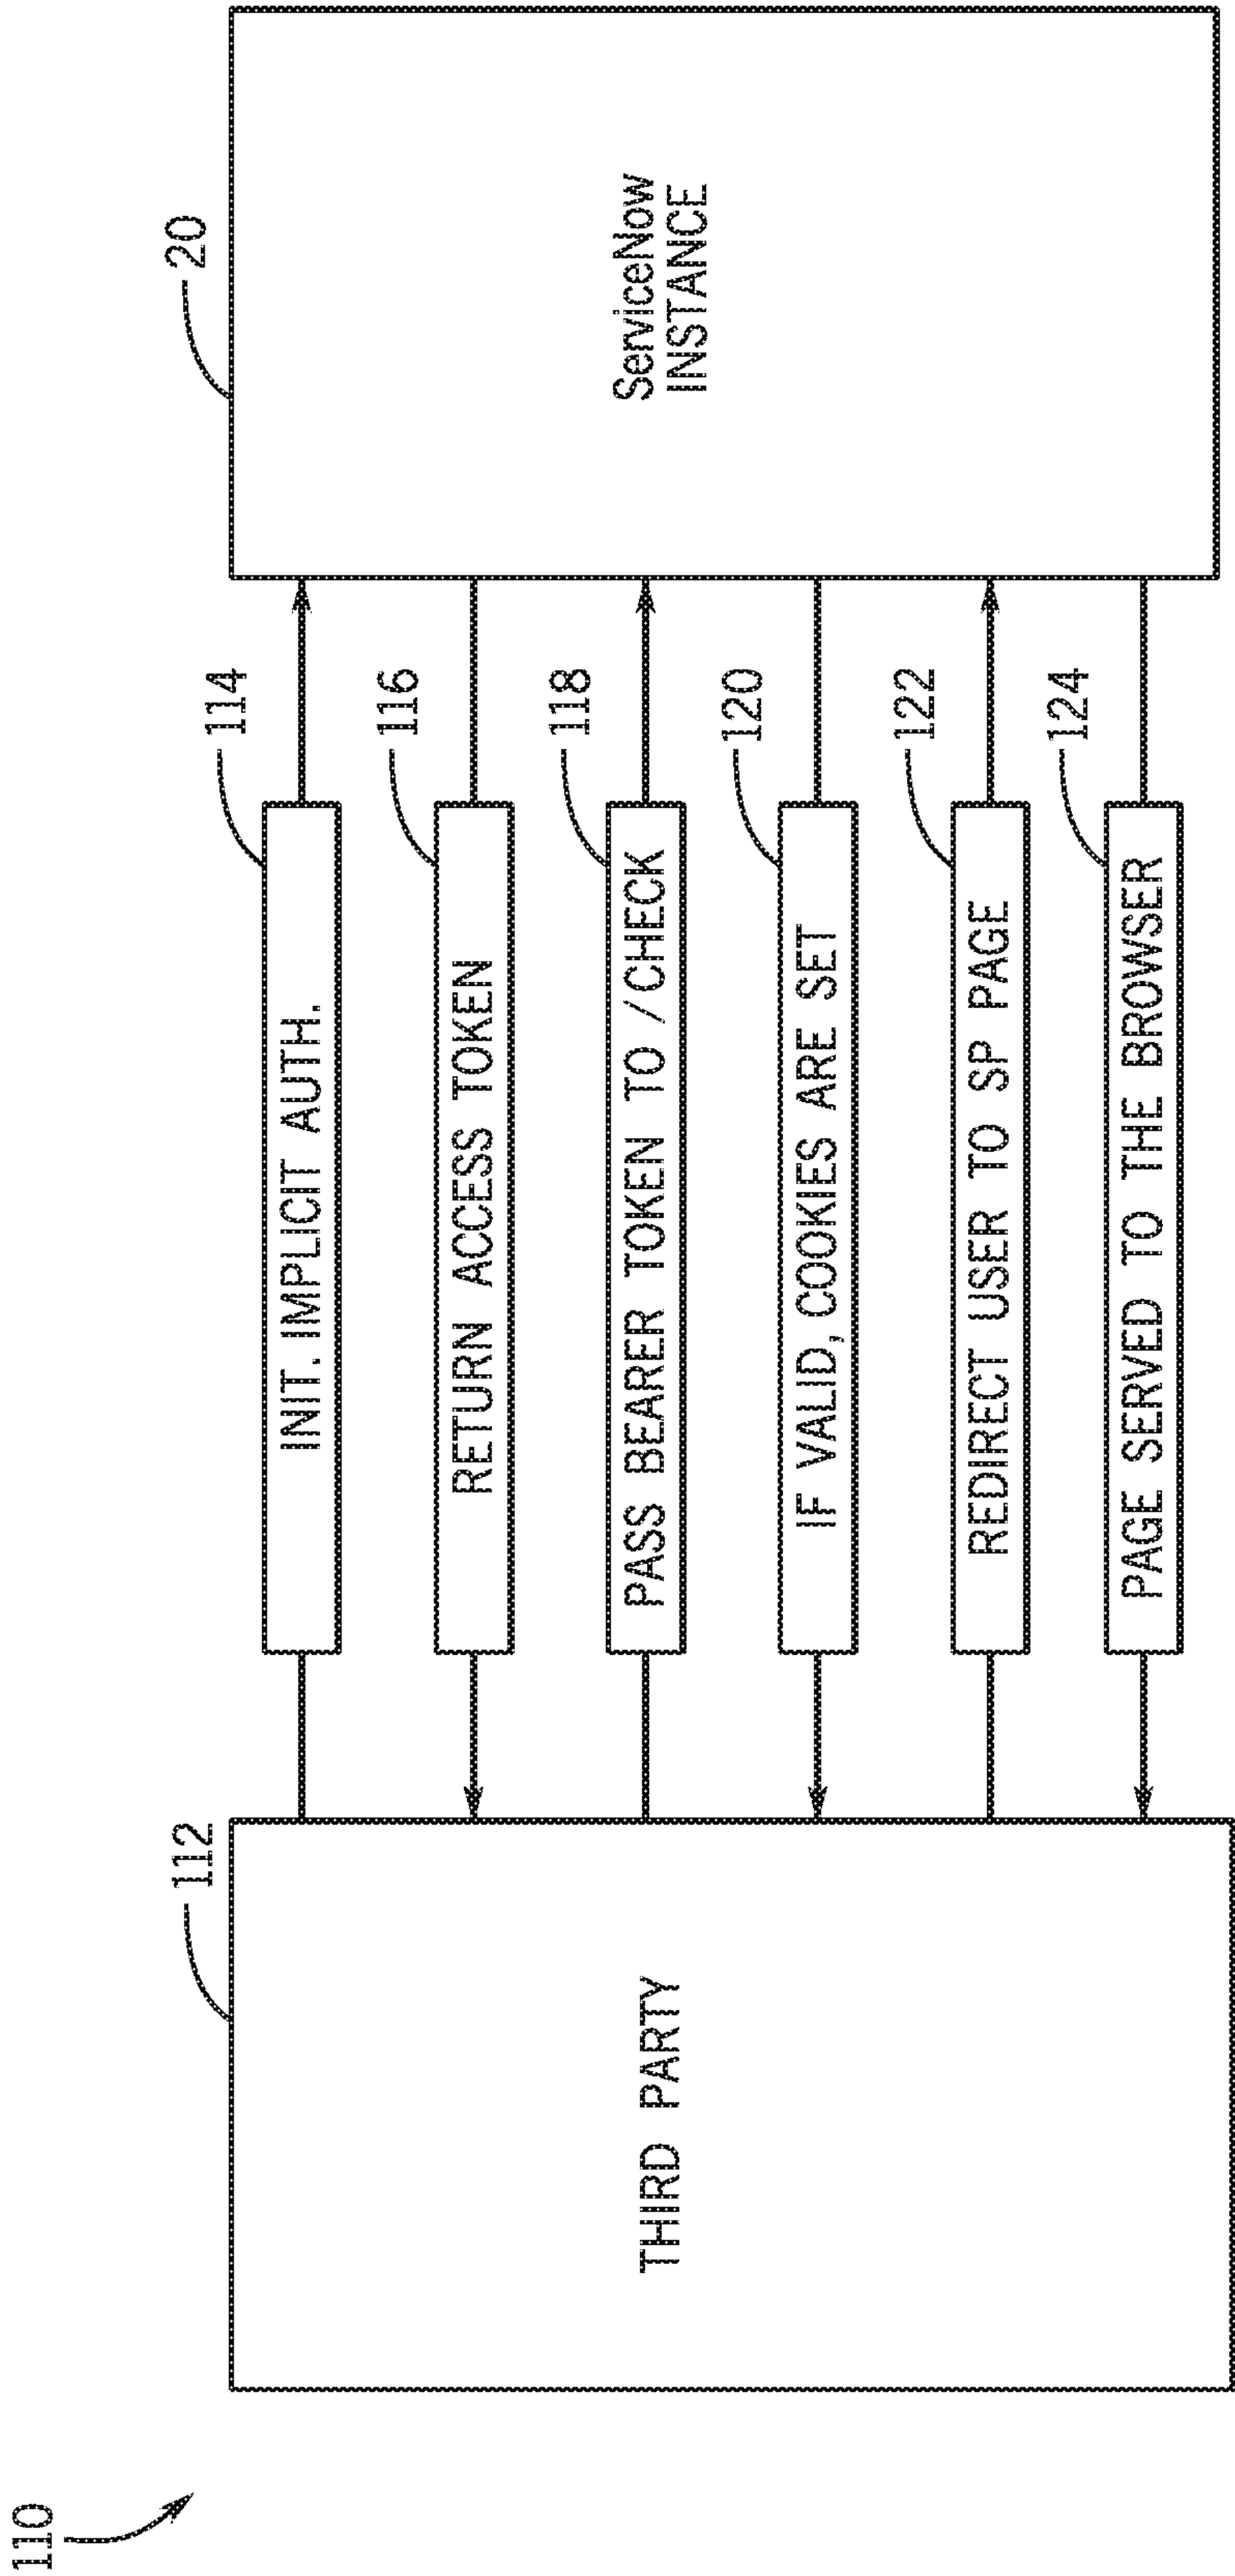 110
112
THIRD PARTY
20
ServiceNow
INSTANCE
114
INIT. IMPLICIT AUTH.
116
RETURN ACCESS TOKEN
118
PASS BEARER TOKEN TO /CHECK
120
IF VALID, COOKIES ARE SET
122
REDIRECT USER TO SP PAGE
124
PAGE SERVED TO THE BROWSER